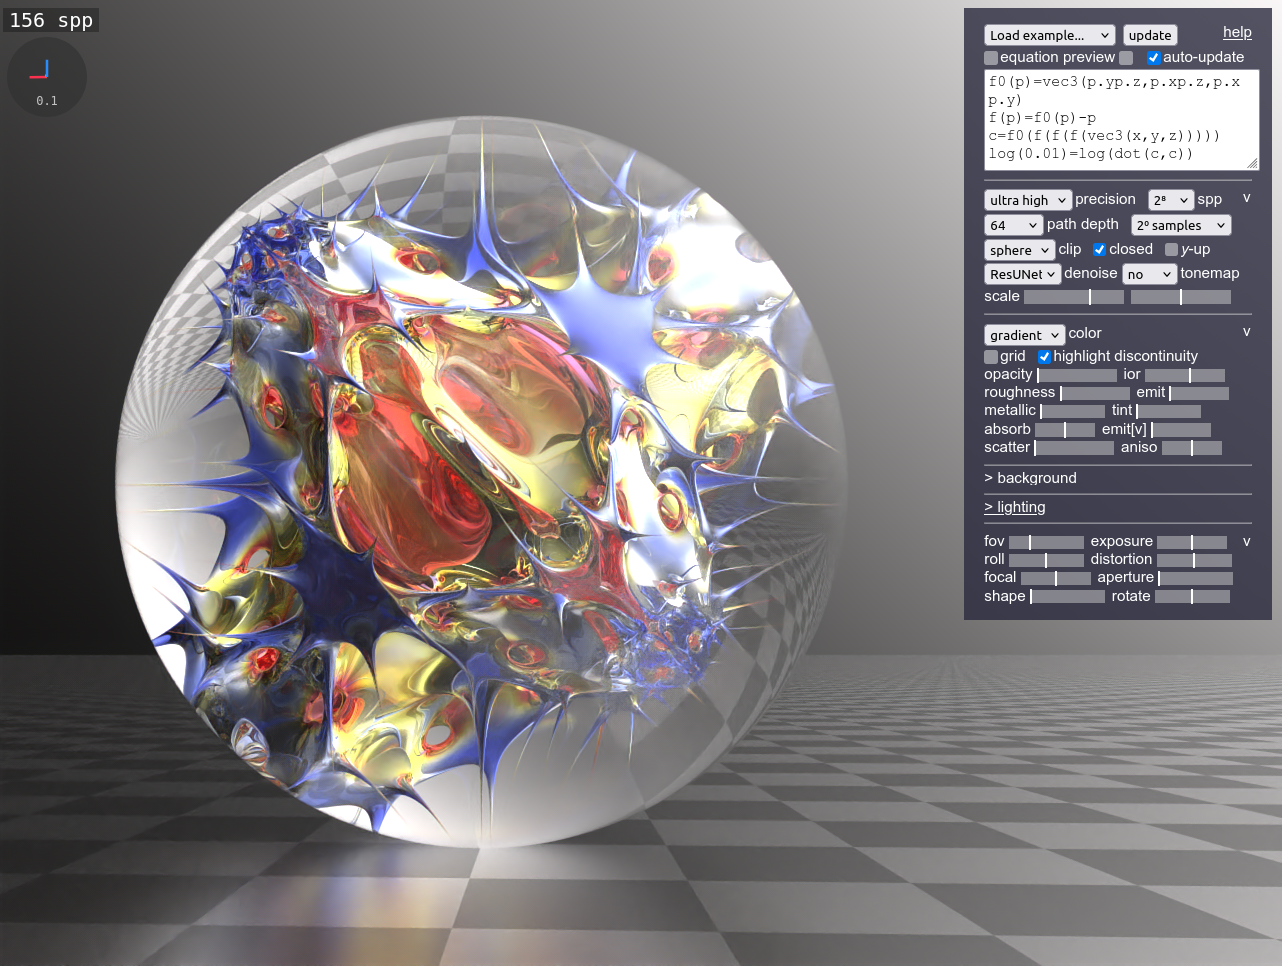 156 spp
0.1
Load example... update help
equation preview auto-update
f0(p)=vec3(p.yp.z,p.xp.z,p.x
p.y)
f(p)=f0(p)-p
c=f0(f(f(f(vec3(x,y,z)))))
log(0.01)=log(dot(c,c))
ultra high precision 2⁸ spp v
64 path depth 2⁰ samples
sphere clip closed y-up
ResUNet denoise no tonemap
scale
gradient color v
grid highlight discontinuity
opacity ior
roughness emit
metallic tint
absorb emit[v]
scatter aniso
> background
> lighting
fov exposure v
roll distortion
focal aperture
shape rotate